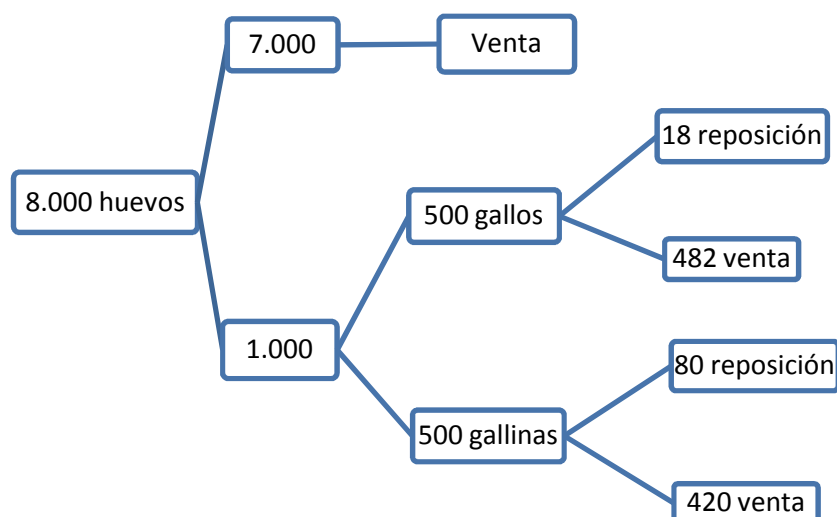 7.000
Venta
18 reposición
8.000 huevos
500 gallos
482 venta
1.000
80 reposición
500 gallinas
420 venta